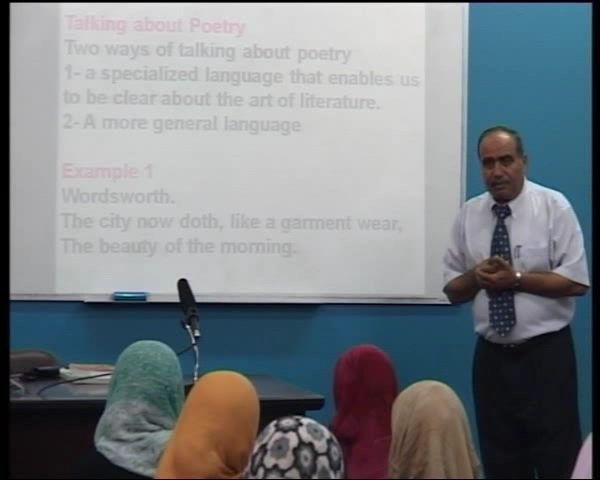 Talking about Poetry
Two ways of talking about poetry
1- a specialized language that enables us
to be clear about the art of literature.
2- A more general language
Example 1
Wordsworth.
The city now doth, like a garment wear,
The beauty of the morning.